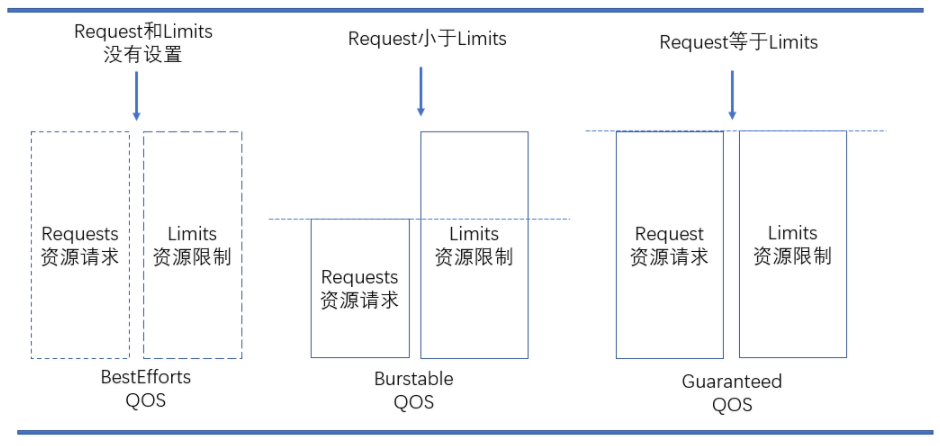 Request和Limits
没有设置
Request小于Limits
Request等于Limits
Requests
资源请求
Limits
资源限制
Requests
资源请求
Limits
资源限制
Request
资源请求
Limits
资源限制
BestEfforts
QOS
Burstable
QOS
Guaranteed
QOS